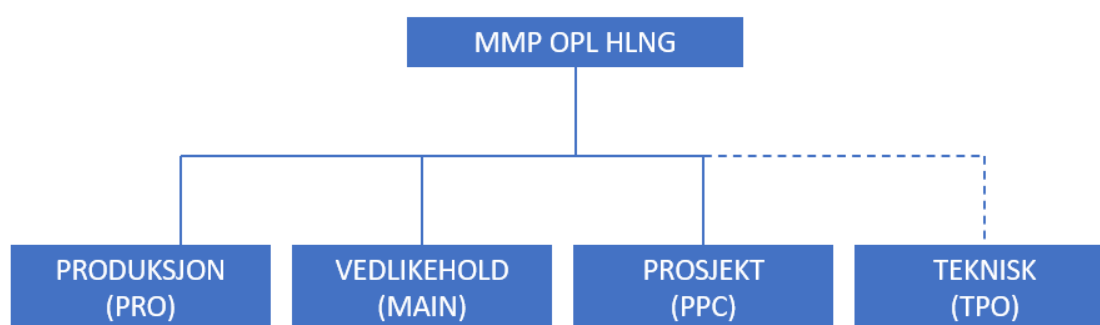 MMP OPL HLNG
PRODUKSJON
(PRO)
VEDLIKEHOLD
(MAIN)
PROSJEKT
(PPC)
TEKNISK
(TPO)